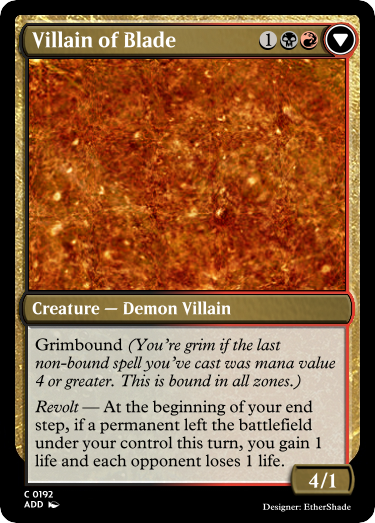 Villain of Blade 1
Creature — Demon Villain
Grimbound (You're grim if the last
non-bound spell you've cast was mana value
4 or greater. This is bound in all zones.)
Revolt — At the beginning of your end
step, if a permanent left the battlefield
under your control this turn, you gain 1
life and each opponent loses 1 life.
4/1
C 0192
ADD
Designer: EtherShade